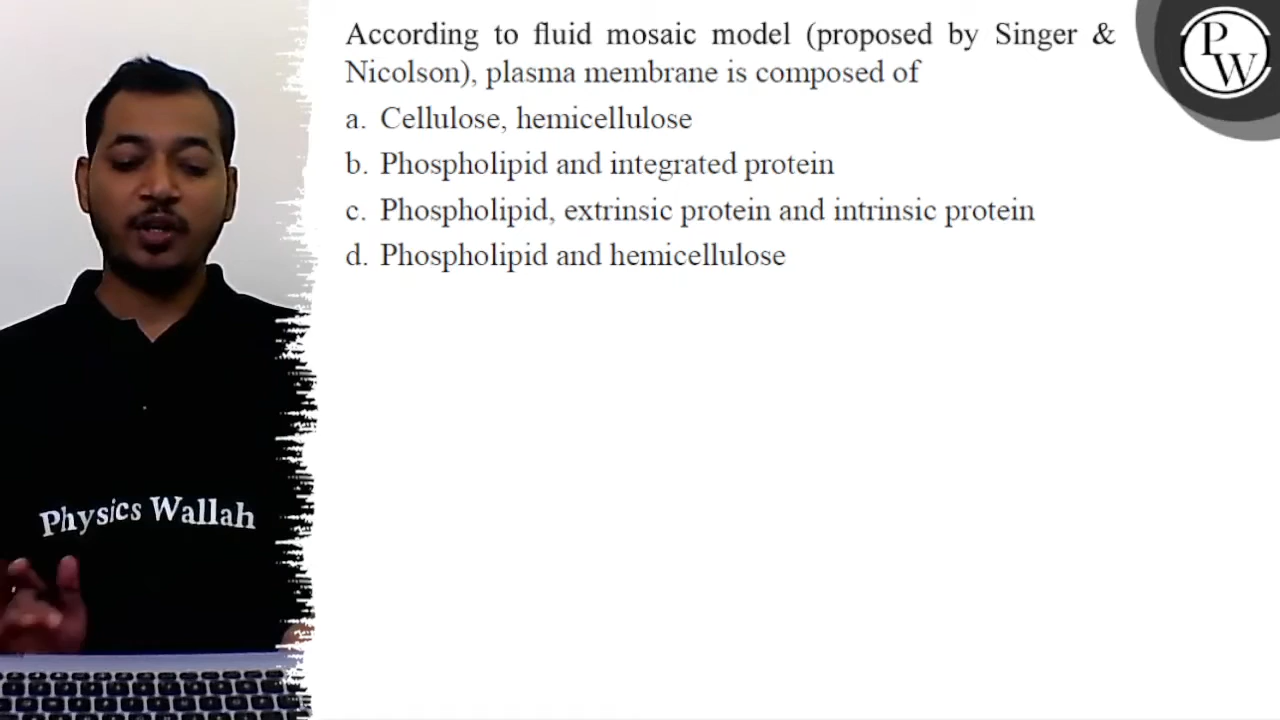 According to fluid mosaic model (proposed by Singer &
Nicolson), plasma membrane is composed of
a. Cellulose, hemicellulose
b. Phospholipid and integrated protein
c. Phospholipid, extrinsic protein and intrinsic protein
d. Phospholipid and hemicellulose
PW
Physics Wallah